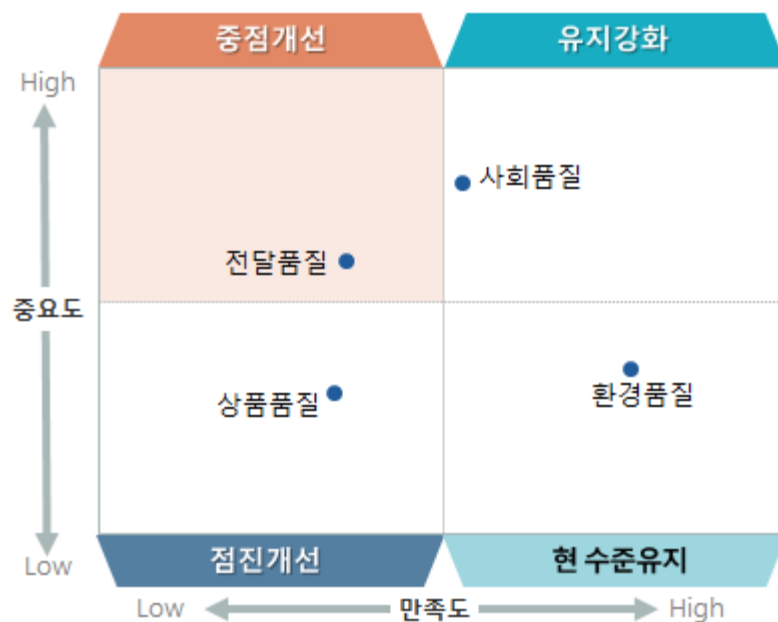 중점개선
유지강화
High
사회품질
전달품질
중요도
상품품질
환경품질
Low
점진개선
현 수준유지
Low
만족도
High